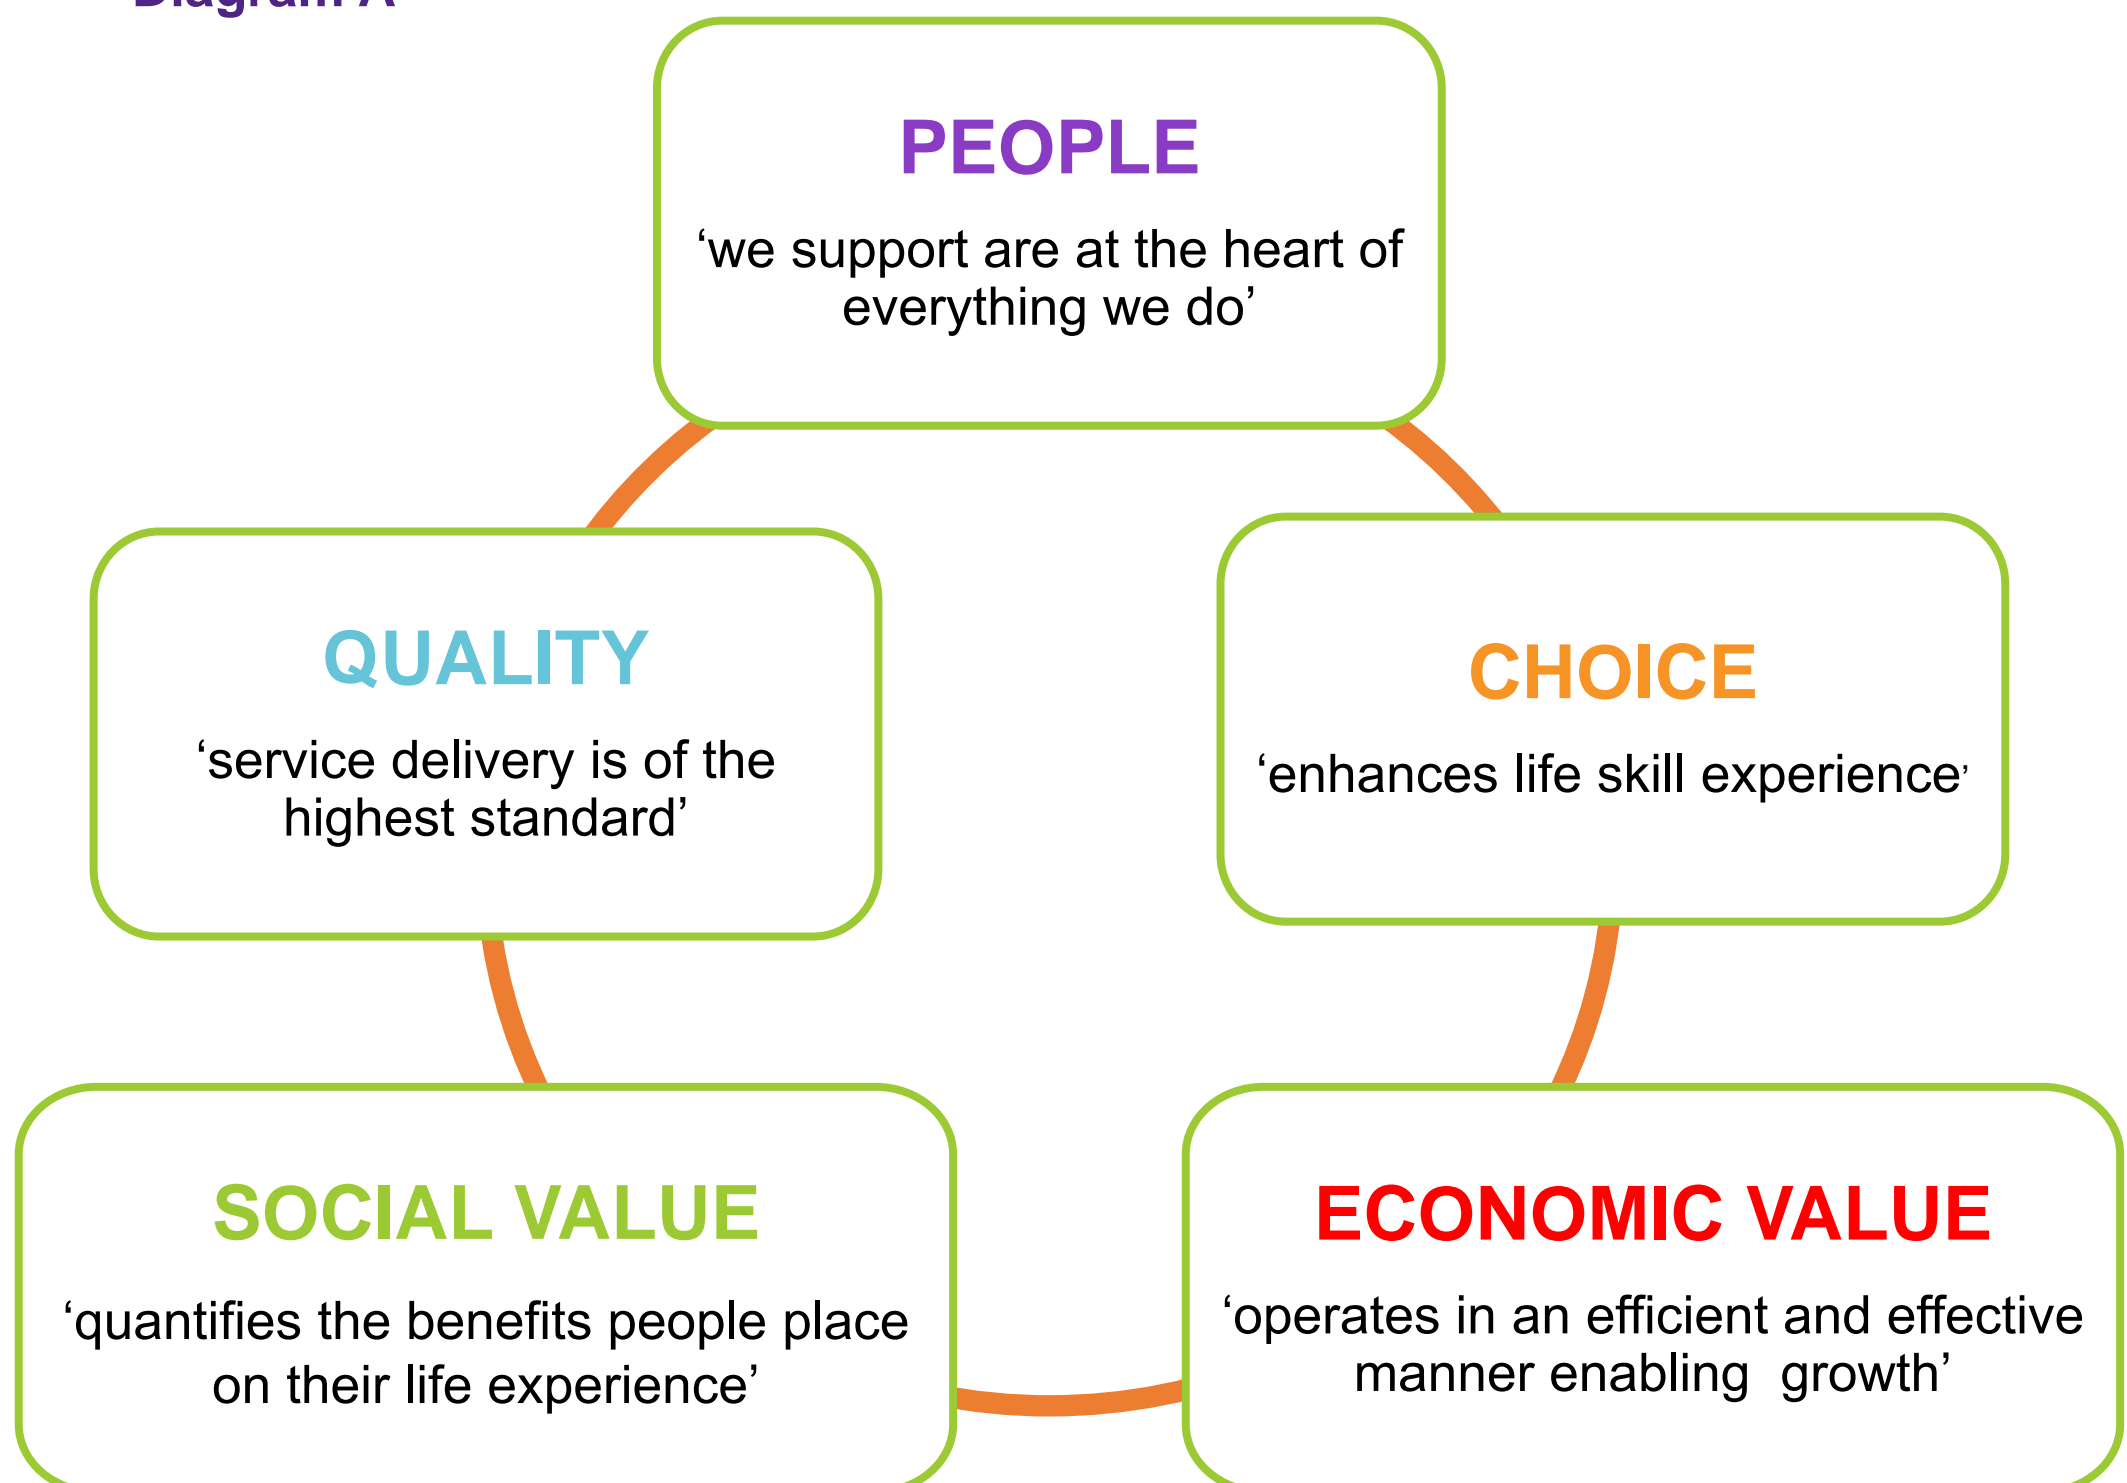 Diagram A
PEOPLE
‘we support are at the heart of
everything we do’
QUALITY
‘service delivery is of the
highest standard’
CHOICE
‘enhances life skill experience’
SOCIAL VALUE
‘quantifies the benefits people place
on their life experience’
ECONOMIC VALUE
‘operates in an efficient and effective
manner enabling  growth’